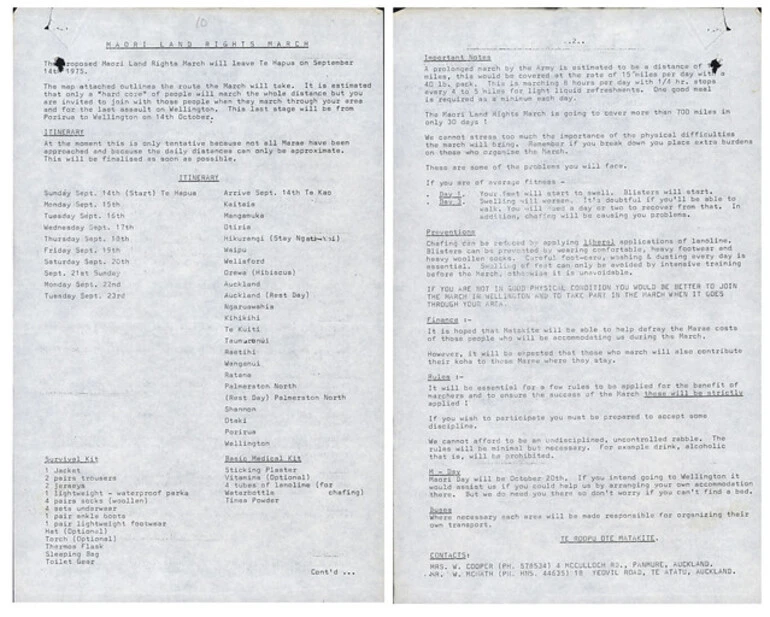 10
MAORI LAND RIGHTS MARCH
The proposed Maori Land Rights March will leave Te Hapua on September
14th 1975.
The map attached outlines the route the March will take. It is estimated
that only a "hard core" of people will march the whole distance but you
are invited to join with those people when they march through your area
and for the last assault on Wellington. This last stage will be from
Porirua to Wellington on 14th October.
ITINERARY
At the moment this is only tentative because not all Marae have been
approached and because the daily distances can only be approximate.
This will be finalised as soon as possible.
ITINERARY
Sunday Sept. 14th (Start) Te Hapua Arrive Sept. 14th Te Kao
Monday Sept. 15th Kaitaia
Tuesday Sept. 16th Mangamuka
Wednesday Sept. 17th Otiria
Thursday Sept. 18th Hikurangi (Stay
Friday Sept. 19th Waipu
Saturday Sept. 20th Wellsford
Sept. 21st Sunday Orewa (Hibiscus)
Monday Sept. 22nd Auckland
Tuesday Sept. 23rd Auckland (Rest Day)
Ngaruawahia
Kihikihi
Te Kuiti
Taumarunui
Raetihi
Wanganui
Ratana
Palmerston North
(Rest Day) Palmerston North
Shannon
Otaki
Porirua
Wellington
Survival Kit
1 Jacket
2 pairs trousers
2 jerseys
1 lightweight - waterproof parka
4 pairs socks (woollen)
4 sets underwear
1 pair ankle boots
1 pair lightweight footwear
Hat (Optional)
Torch (Optional)
Thermos Flask
Sleeping Bag
Toilet Gear
Basic Medical Kit
Sticking Plaster
Vitamins (Optional)
4 tubes of lanoline (for
Waterbottle chafing)
Tinea Powder
Cont'd ...
..2..
Important Notes
A prolonged march by the Army is estimated to be a distance of
miles, this would be covered at the rate of 15 miles per day with a
40 lb. pack. This is marching 8 hours per day with 1/4 hr. stops
every 4 to 5 miles for light liquid refreshments. One good meal
is required as a minimum each day.
The Maori Land Rights March is going to cover more than 700 miles in
only 30 days !
We cannot stress too much the importance of the physical difficulties
the march will bring. Remember if you break down you place extra burdens
on those who organise the March.
These are some of the problems you will face.
If you are of average fitness -
Day 1. Your feet will start to swell. Blisters will start.
Day 2 Swelling will worsen. It's doubtful if you'll be able to
walk. You will need a day or two to recover from that. In
addition, chafing will be causing you problems.
Preventions
Chafing can be reduced by applying liberal applications of lanoline.
Blisters can be prevented by wearing comfortable, heavy footwear and
heavy woollen socks. Careful foot-care, washing & dusting every day is
essential. Swelling of feet can only be avoided by intensive training
before the March, otherwise it is unavoidable.
IF YOU ARE NOT IN GOOD PHYSICAL CONDITION YOU WOULD BE BETTER TO JOIN
THE MARCH IN WELLINGTON AND TO TAKE PART IN THE MARCH WHEN IT GOES
THROUGH YOUR AREA.
Finance :-
It is hoped that Matakite will be able to help defray the Marae costs
of those people who will be accommodating us during the March.
However, it will be expected that those who march will also contribute
their koha to those Marae where they stay.
Rules :-
It will be essential for a few rules to be applied for the benefit of
marchers and to ensure the success of the March these will be strictly
applied !
If you wish to participate you must be prepared to accept some
discipline.
We cannot afford to be an undisciplined, uncontrolled rabble. The
rules will be minimal but necessary. For example drink, alcoholic
that is, will be prohibited.
M - Day
Maori Day will be October 20th. If you intend going to Wellington it
would assist us if you could help us by arranging your own accommodation
there. But we do need you there so don't worry if you can't find a bed.
Buses
Where necessary each area will be made responsible for organizing their
own transport.
TE ROOPU OTE MATAKITE.
CONTACTS:
MRS. W. COOPER (PH. 578534) 4 MCCULLOCH RD., PANMURE, AUCKLAND.
MR. W. MCMATH (PH. HNS. 44635) 18 YEOVIL ROAD, TE ATATU, AUCKLAND.